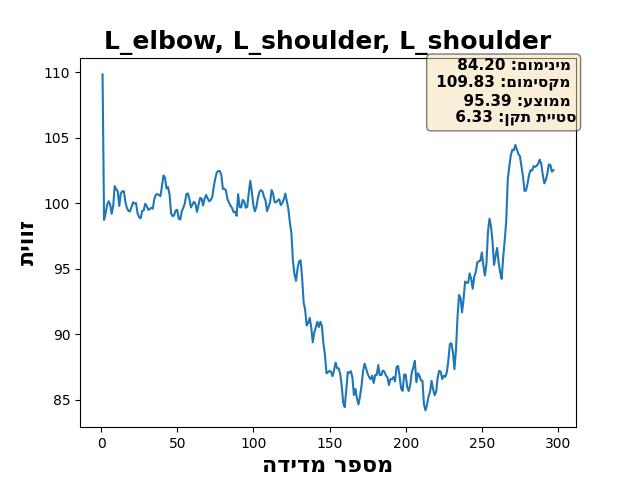 L_elbow, L_shoulder, L_shoulder
מינימום: 84.20
מקסימום: 109.83
ממוצע: 95.39
סטיית תקן: 6.33
110
105
100
95
90
85
זווית
0 50 100 150 200 250 300
מספר מדידה